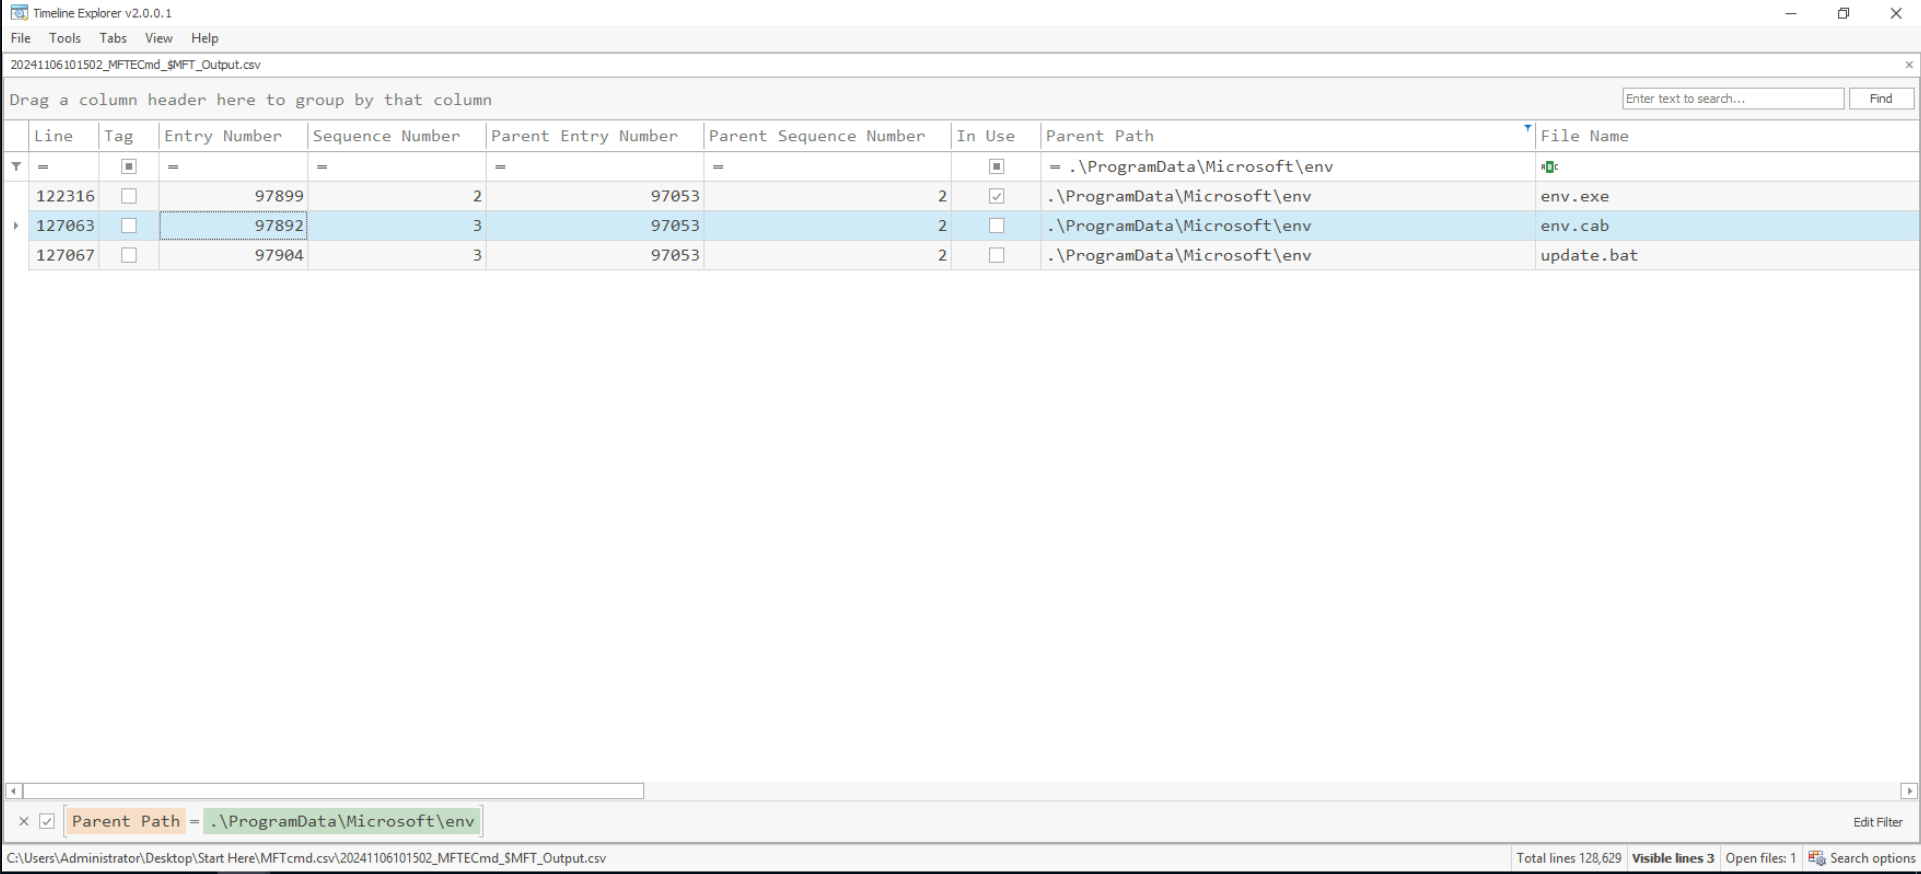 Timeline Explorer v2.0.0.1
File Tools Tabs View Help
20241106101502_MFTECmd_$MFT_Output.csv
Drag a column header here to group by that column
Enter text to search... Find
Line Tag Entry Number Sequence Number Parent Entry Number Parent Sequence Number In Use Parent Path File Name
= = = = = = .\ProgramData\Microsoft\env
122316 97899 2 97053 2 .\ProgramData\Microsoft\env env.exe
127063 97892 3 97053 2 .\ProgramData\Microsoft\env env.cab
127067 97904 3 97053 2 .\ProgramData\Microsoft\env update.bat
Parent Path = .\ProgramData\Microsoft\env Edit Filter
C:\Users\Administrator\Desktop\Start Here\MFTcmd.csv\20241106101502_MFTECmd_$MFT_Output.csv Total lines 128,629 Visible lines 3 Open files: 1 Search options